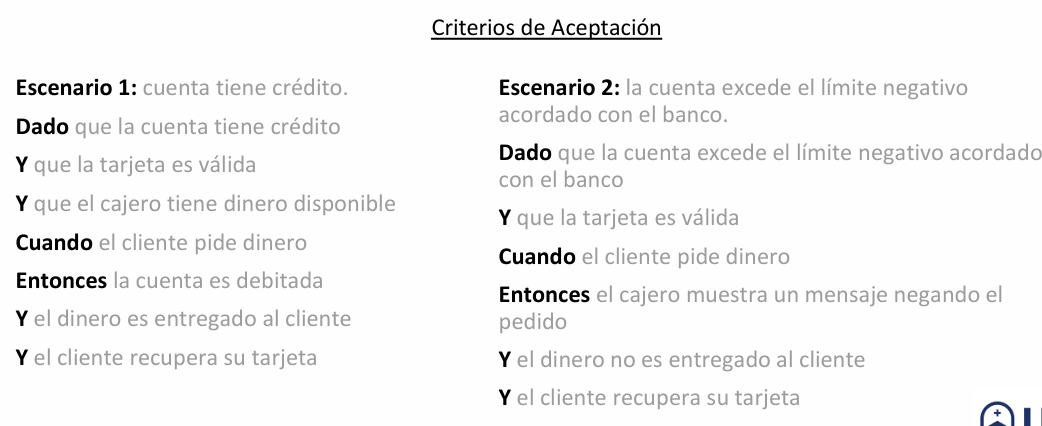 Criterios de Aceptación
Escenario 1: cuenta tiene crédito.
Dado que la cuenta tiene crédito
Y que la tarjeta es válida
Y que el cajero tiene dinero disponible
Cuando el cliente pide dinero
Entonces la cuenta es debitada
Y el dinero es entregado al cliente
Y el cliente recupera su tarjeta
Escenario 2: la cuenta excede el límite negativo
acordado con el banco.
Dado que la cuenta excede el límite negativo acordado
con el banco
Y que la tarjeta es válida
Cuando el cliente pide dinero
Entonces el cajero muestra un mensaje negando el
pedido
Y el dinero no es entregado al cliente
Y el cliente recupera su tarjeta